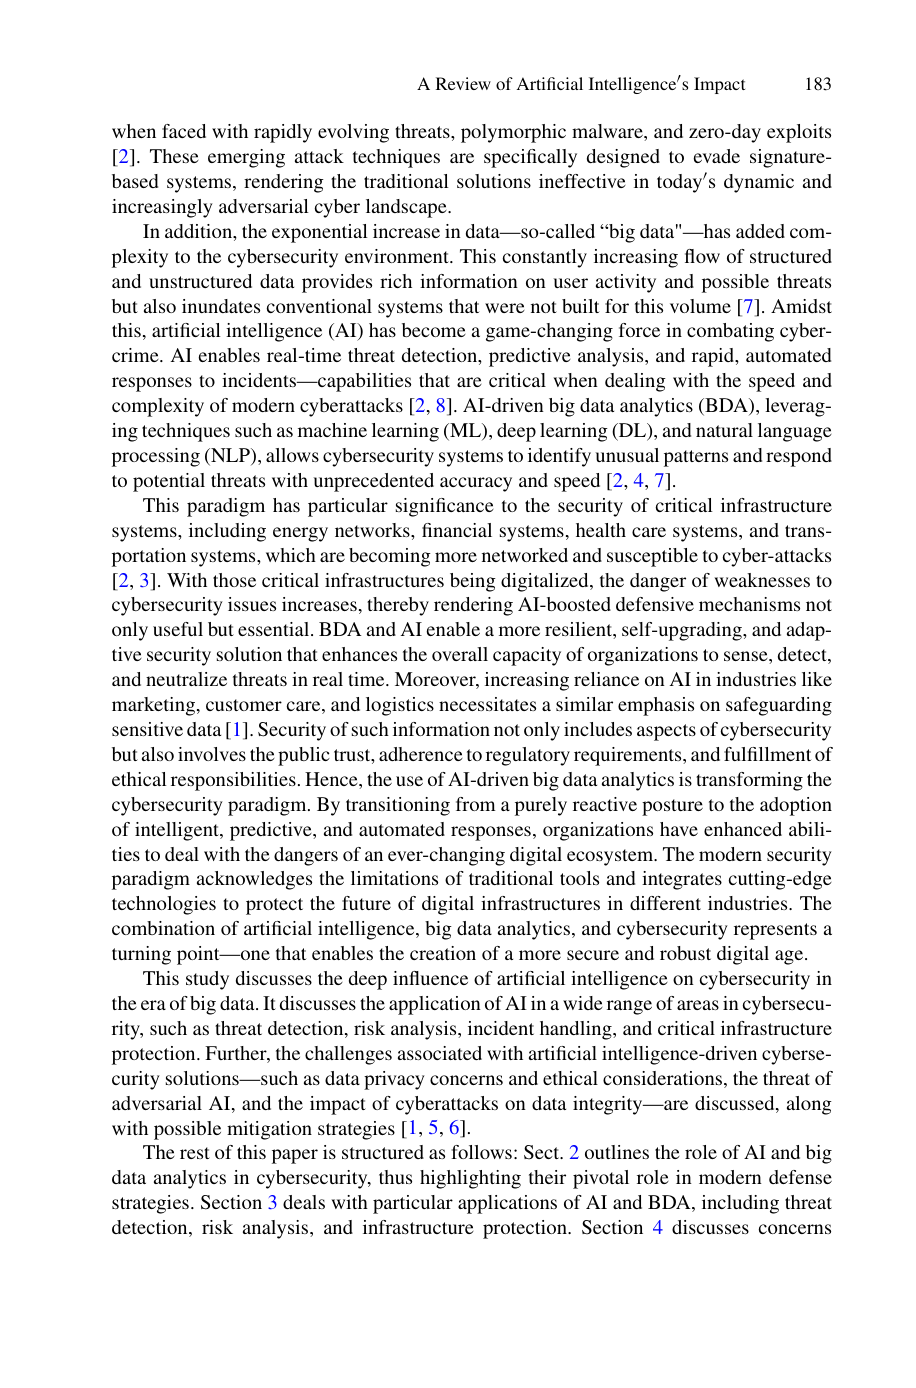 A Review of Artificial Intelligence′s Impact 183
when faced with rapidly evolving threats, polymorphic malware, and zero-day exploits
[2]. These emerging attack techniques are specifically designed to evade signature-
based systems, rendering the traditional solutions ineffective in today′s dynamic and
increasingly adversarial cyber landscape.
In addition, the exponential increase in data—so-called “big data"—has added com-
plexity to the cybersecurity environment. This constantly increasing flow of structured
and unstructured data provides rich information on user activity and possible threats
but also inundates conventional systems that were not built for this volume [7]. Amidst
this, artificial intelligence (AI) has become a game-changing force in combating cyber-
crime. AI enables real-time threat detection, predictive analysis, and rapid, automated
responses to incidents—capabilities that are critical when dealing with the speed and
complexity of modern cyberattacks [2, 8]. AI-driven big data analytics (BDA), leverag-
ing techniques such as machine learning (ML), deep learning (DL), and natural language
processing (NLP), allows cybersecurity systems to identify unusual patterns and respond
to potential threats with unprecedented accuracy and speed [2, 4, 7].
This paradigm has particular significance to the security of critical infrastructure
systems, including energy networks, financial systems, health care systems, and trans-
portation systems, which are becoming more networked and susceptible to cyber-attacks
[2, 3]. With those critical infrastructures being digitalized, the danger of weaknesses to
cybersecurity issues increases, thereby rendering AI-boosted defensive mechanisms not
only useful but essential. BDA and AI enable a more resilient, self-upgrading, and adap-
tive security solution that enhances the overall capacity of organizations to sense, detect,
and neutralize threats in real time. Moreover, increasing reliance on AI in industries like
marketing, customer care, and logistics necessitates a similar emphasis on safeguarding
sensitive data [1]. Security of such information not only includes aspects of cybersecurity
but also involves the public trust, adherence to regulatory requirements, and fulfillment of
ethical responsibilities. Hence, the use of AI-driven big data analytics is transforming the
cybersecurity paradigm. By transitioning from a purely reactive posture to the adoption
of intelligent, predictive, and automated responses, organizations have enhanced abili-
ties to deal with the dangers of an ever-changing digital ecosystem. The modern security
paradigm acknowledges the limitations of traditional tools and integrates cutting-edge
technologies to protect the future of digital infrastructures in different industries. The
combination of artificial intelligence, big data analytics, and cybersecurity represents a
turning point—one that enables the creation of a more secure and robust digital age.
This study discusses the deep influence of artificial intelligence on cybersecurity in
the era of big data. It discusses the application of AI in a wide range of areas in cybersecu-
rity, such as threat detection, risk analysis, incident handling, and critical infrastructure
protection. Further, the challenges associated with artificial intelligence-driven cyberse-
curity solutions—such as data privacy concerns and ethical considerations, the threat of
adversarial AI, and the impact of cyberattacks on data integrity—are discussed, along
with possible mitigation strategies [1, 5, 6].
The rest of this paper is structured as follows: Sect. 2 outlines the role of AI and big
data analytics in cybersecurity, thus highlighting their pivotal role in modern defense
strategies. Section 3 deals with particular applications of AI and BDA, including threat
detection, risk analysis, and infrastructure protection. Section 4 discusses concerns